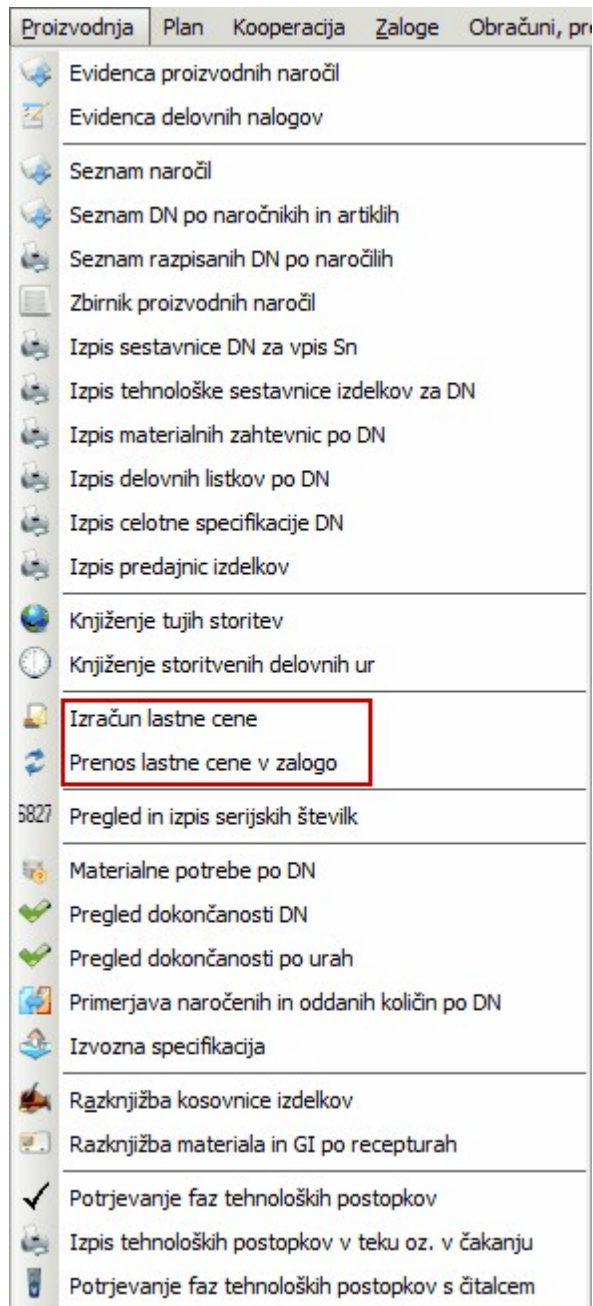 Proizvodnja Plan Kooperacija Zaloge Obračuni, pr
Evidenca proizvodnih naročil
Evidenca delovnih nalogov
Seznam naročil
Seznam DN po naročnikih in artiklih
Seznam razpisanih DN po naročilih
Zbirnik proizvodnih naročil
Izpis sestavnice DN za vpis Sn
Izpis tehnološke sestavnice izdelkov za DN
Izpis materialnih zahtevnic po DN
Izpis delovnih listkov po DN
Izpis celotne specifikacije DN
Izpis predajnic izdelkov
Knjiženje tujih storitev
Knjiženje storitvenih delovnih ur
Izračun lastne cene
Prenos lastne cene v zalogo
6827 Pregled in izpis serijskih številk
Materialne potrebe po DN
Pregled dokončanosti DN
Pregled dokončanosti po urah
Primerjava naročenih in oddanih količin po DN
Izvozna specifikacija
Razknjižba kosovnice izdelkov
Razknjižba materiala in GI po recepturah
Potrjevanje faz tehnoloških postopkov
Izpis tehnoloških postopkov v teku oz. v čakanju
Potrjevanje faz tehnoloških postopkov s čitalcem